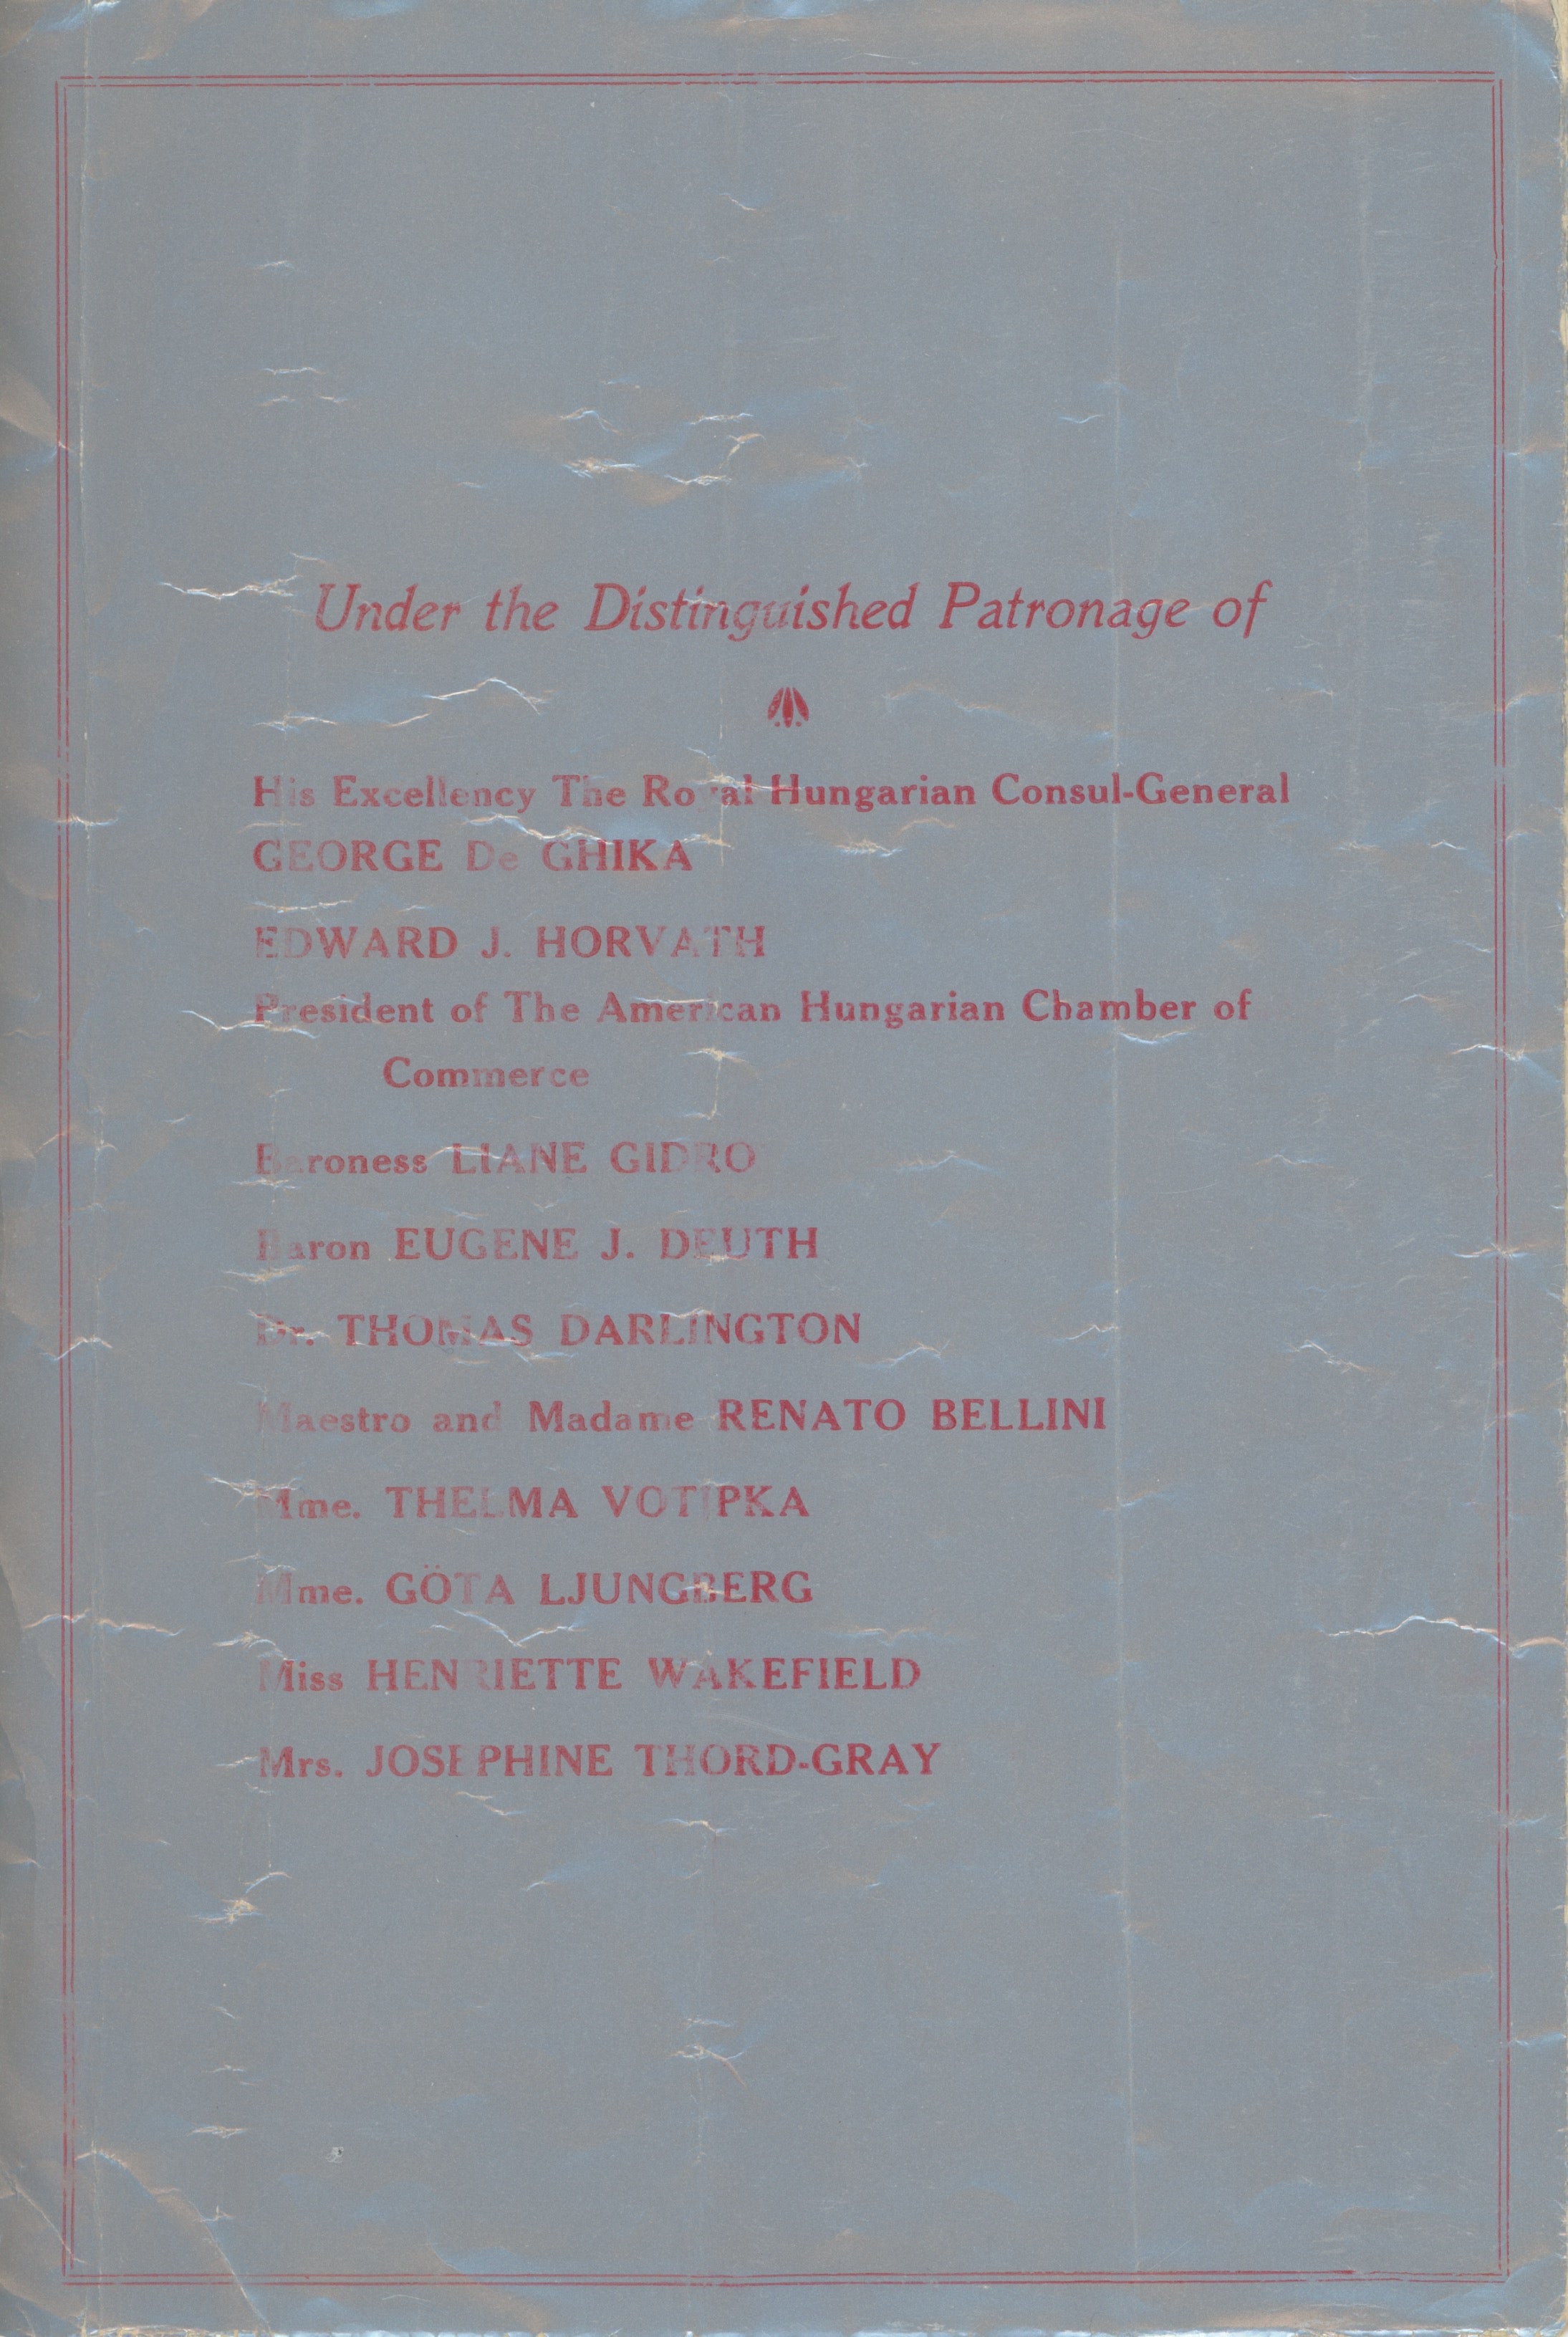 Under the Distinguished Patronage of
His Excellency The Royal Hungarian Consul-General
GEORGE De GHIKA
EDWARD J. HORVATH
President of The American Hungarian Chamber of
Commerce
Baroness LIANE GIDRO
Baron EUGENE J. DEUTH
Dr. THOMAS DARLINGTON
Maestro and Madame RENATO BELLINI
Mme. THELMA VOTIPKA
Mme. GÖTA LJUNGBERG
Miss HENRIETTE WAKEFIELD
Mrs. JOSEPHINE THORD-GRAY